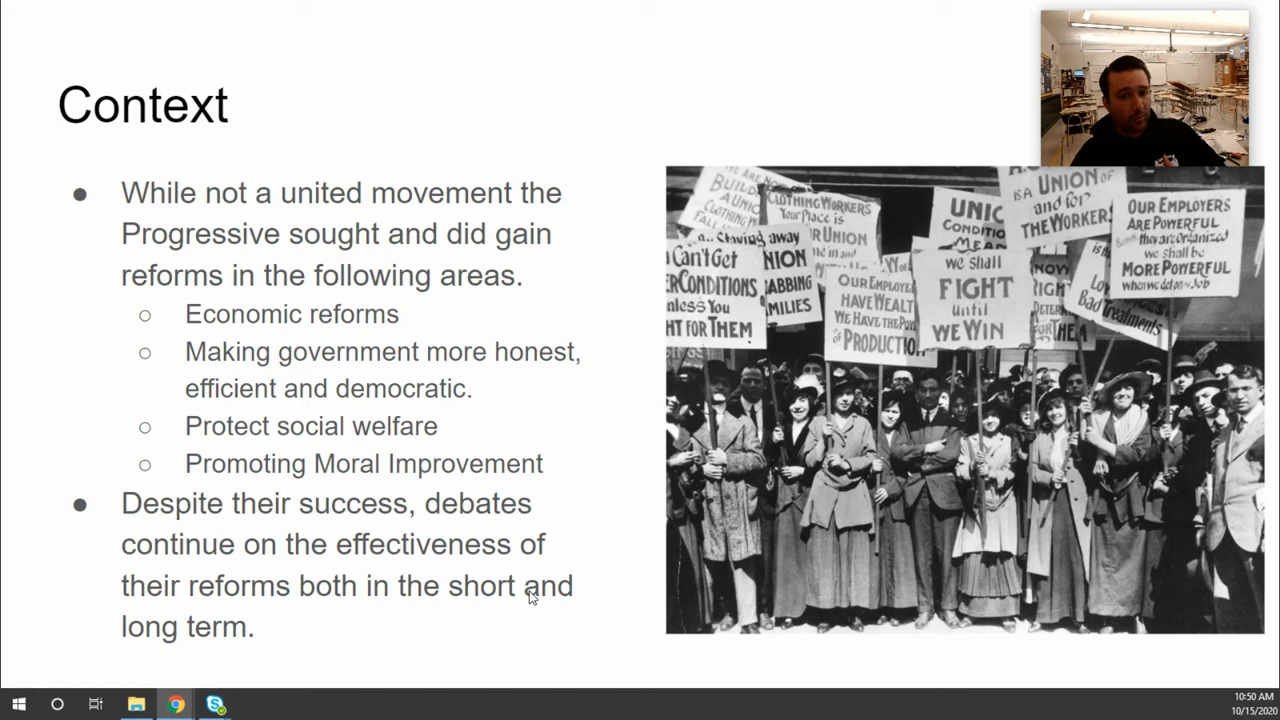 Context
While not a united movement the
Progressive sought and did gain
reforms in the following areas.
Economic reforms
Making government more honest,
efficient and democratic.
Protect social welfare
Promoting Moral Improvement
Despite their success, debates
continue on the effectiveness of
their reforms both in the short and
long term.
CLOTHING WORKERS
Your Place is
IS A UNION OF
and for
THE WORKERS
OUR EMPLOYERS
ARE POWERFUL
they are Organized
we shall be
MORE POWERFUL
Can't Get
CONDITIONS
You
FOR THEM
OUR
HAVE WEALT
WE HAVE THE
PRODUCTION
we shall
FIGHT
until
WE WIN
Bad Treatments
10:50 AM
10/15/2020